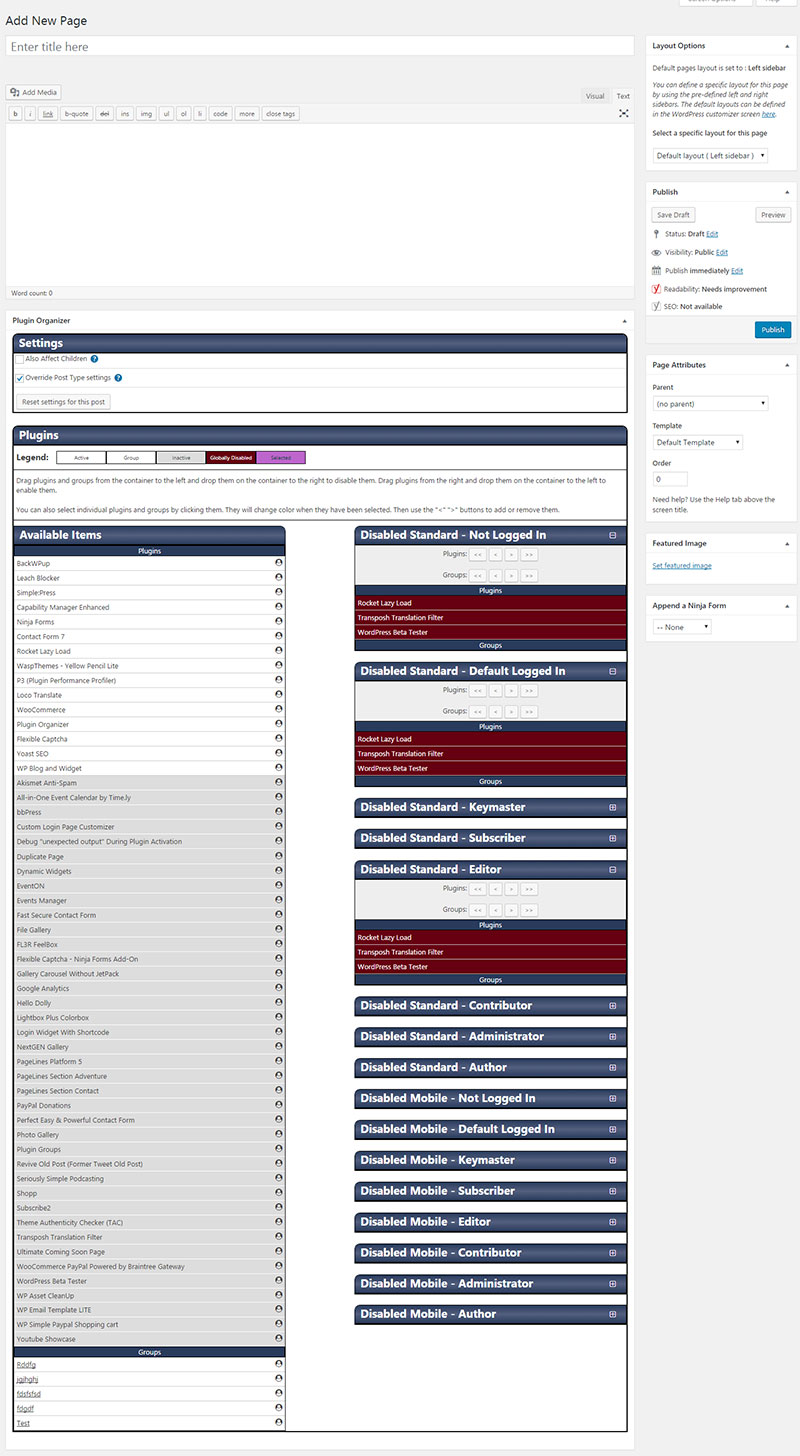 Add New Page
Enter title here
Add Media
Visual Text
b i link b-quote del ins img ul ol li code more close tags
Word count: 0
Plugin Organizer
Settings
Also Affect Children
Override Post Type settings
Reset settings for this post
Plugins
Legend: Active Group Inactive Globally Disabled Selected
Drag plugins and groups from the container to the left and drop them on the container to the right to disable them. Drag plugins from the right and drop them on the container to the left to
enable them.
You can also select individual plugins and groups by clicking them. They will change color when they have been selected. Then use the "<" ">" buttons to add or remove them.
Available Items
Plugins
BackWPup
Leach Blocker
Simple:Press
Capability Manager Enhanced
Ninja Forms
Contact Form 7
Rocket Lazy Load
WaspThemes - Yellow Pencil Lite
P3 (Plugin Performance Profiler)
Loco Translate
WooCommerce
Plugin Organizer
Flexible Captcha
Yoast SEO
WP Blog and Widget
Akismet Anti-Spam
All-in-One Event Calendar by Time.ly
bbPress
Custom Login Page Customizer
Debug "unexpected output" During Plugin Activation
Duplicate Page
Dynamic Widgets
EventON
Events Manager
Fast Secure Contact Form
File Gallery
FL3R FeelBox
Flexible Captcha - Ninja Forms Add-On
Gallery Carousel Without JetPack
Google Analytics
Hello Dolly
Lightbox Plus Colorbox
Login Widget With Shortcode
NextGEN Gallery
PageLines Platform 5
PageLines Section Adventure
PageLines Section Contact
PayPal Donations
Perfect Easy & Powerful Contact Form
Photo Gallery
Plugin Groups
Revive Old Post (Former Tweet Old Post)
Seriously Simple Podcasting
Shopp
Subscribe2
Theme Authenticity Checker (TAC)
Transposh Translation Filter
Ultimate Coming Soon Page
WooCommerce PayPal Powered by Braintree Gateway
WordPress Beta Tester
WP Asset CleanUp
WP Email Template LITE
WP Simple Paypal Shopping cart
Youtube Showcase
Groups
Rddfg
jgjhghj
fdsfsfsd
fdgdf
Test
Disabled Standard - Not Logged In
Plugins: << < > >>
Groups: << < > >>
Plugins
Rocket Lazy Load
Transposh Translation Filter
WordPress Beta Tester
Groups
Disabled Standard - Default Logged In
Plugins: << < > >>
Groups: << < > >>
Plugins
Rocket Lazy Load
Transposh Translation Filter
WordPress Beta Tester
Groups
Disabled Standard - Keymaster
Disabled Standard - Subscriber
Disabled Standard - Editor
Plugins: << < > >>
Groups: << < > >>
Plugins
Rocket Lazy Load
Transposh Translation Filter
WordPress Beta Tester
Groups
Disabled Standard - Contributor
Disabled Standard - Administrator
Disabled Standard - Author
Disabled Mobile - Not Logged In
Disabled Mobile - Default Logged In
Disabled Mobile - Keymaster
Disabled Mobile - Subscriber
Disabled Mobile - Editor
Disabled Mobile - Contributor
Disabled Mobile - Administrator
Disabled Mobile - Author
Layout Options
Default pages layout is set to : Left sidebar
You can define a specific layout for this page
by using the pre-defined left and right
sidebars. The default layouts can be defined
in the WordPress customizer screen here.
Select a specific layout for this page
Default layout ( Left sidebar )
Publish
Save Draft Preview
Status: Draft Edit
Visibility: Public Edit
Publish immediately Edit
Readability: Needs improvement
SEO: Not available
Publish
Page Attributes
Parent
(no parent)
Template
Default Template
Order
0
Need help? Use the Help tab above the
screen title.
Featured Image
Set featured image
Append a Ninja Form
-- None